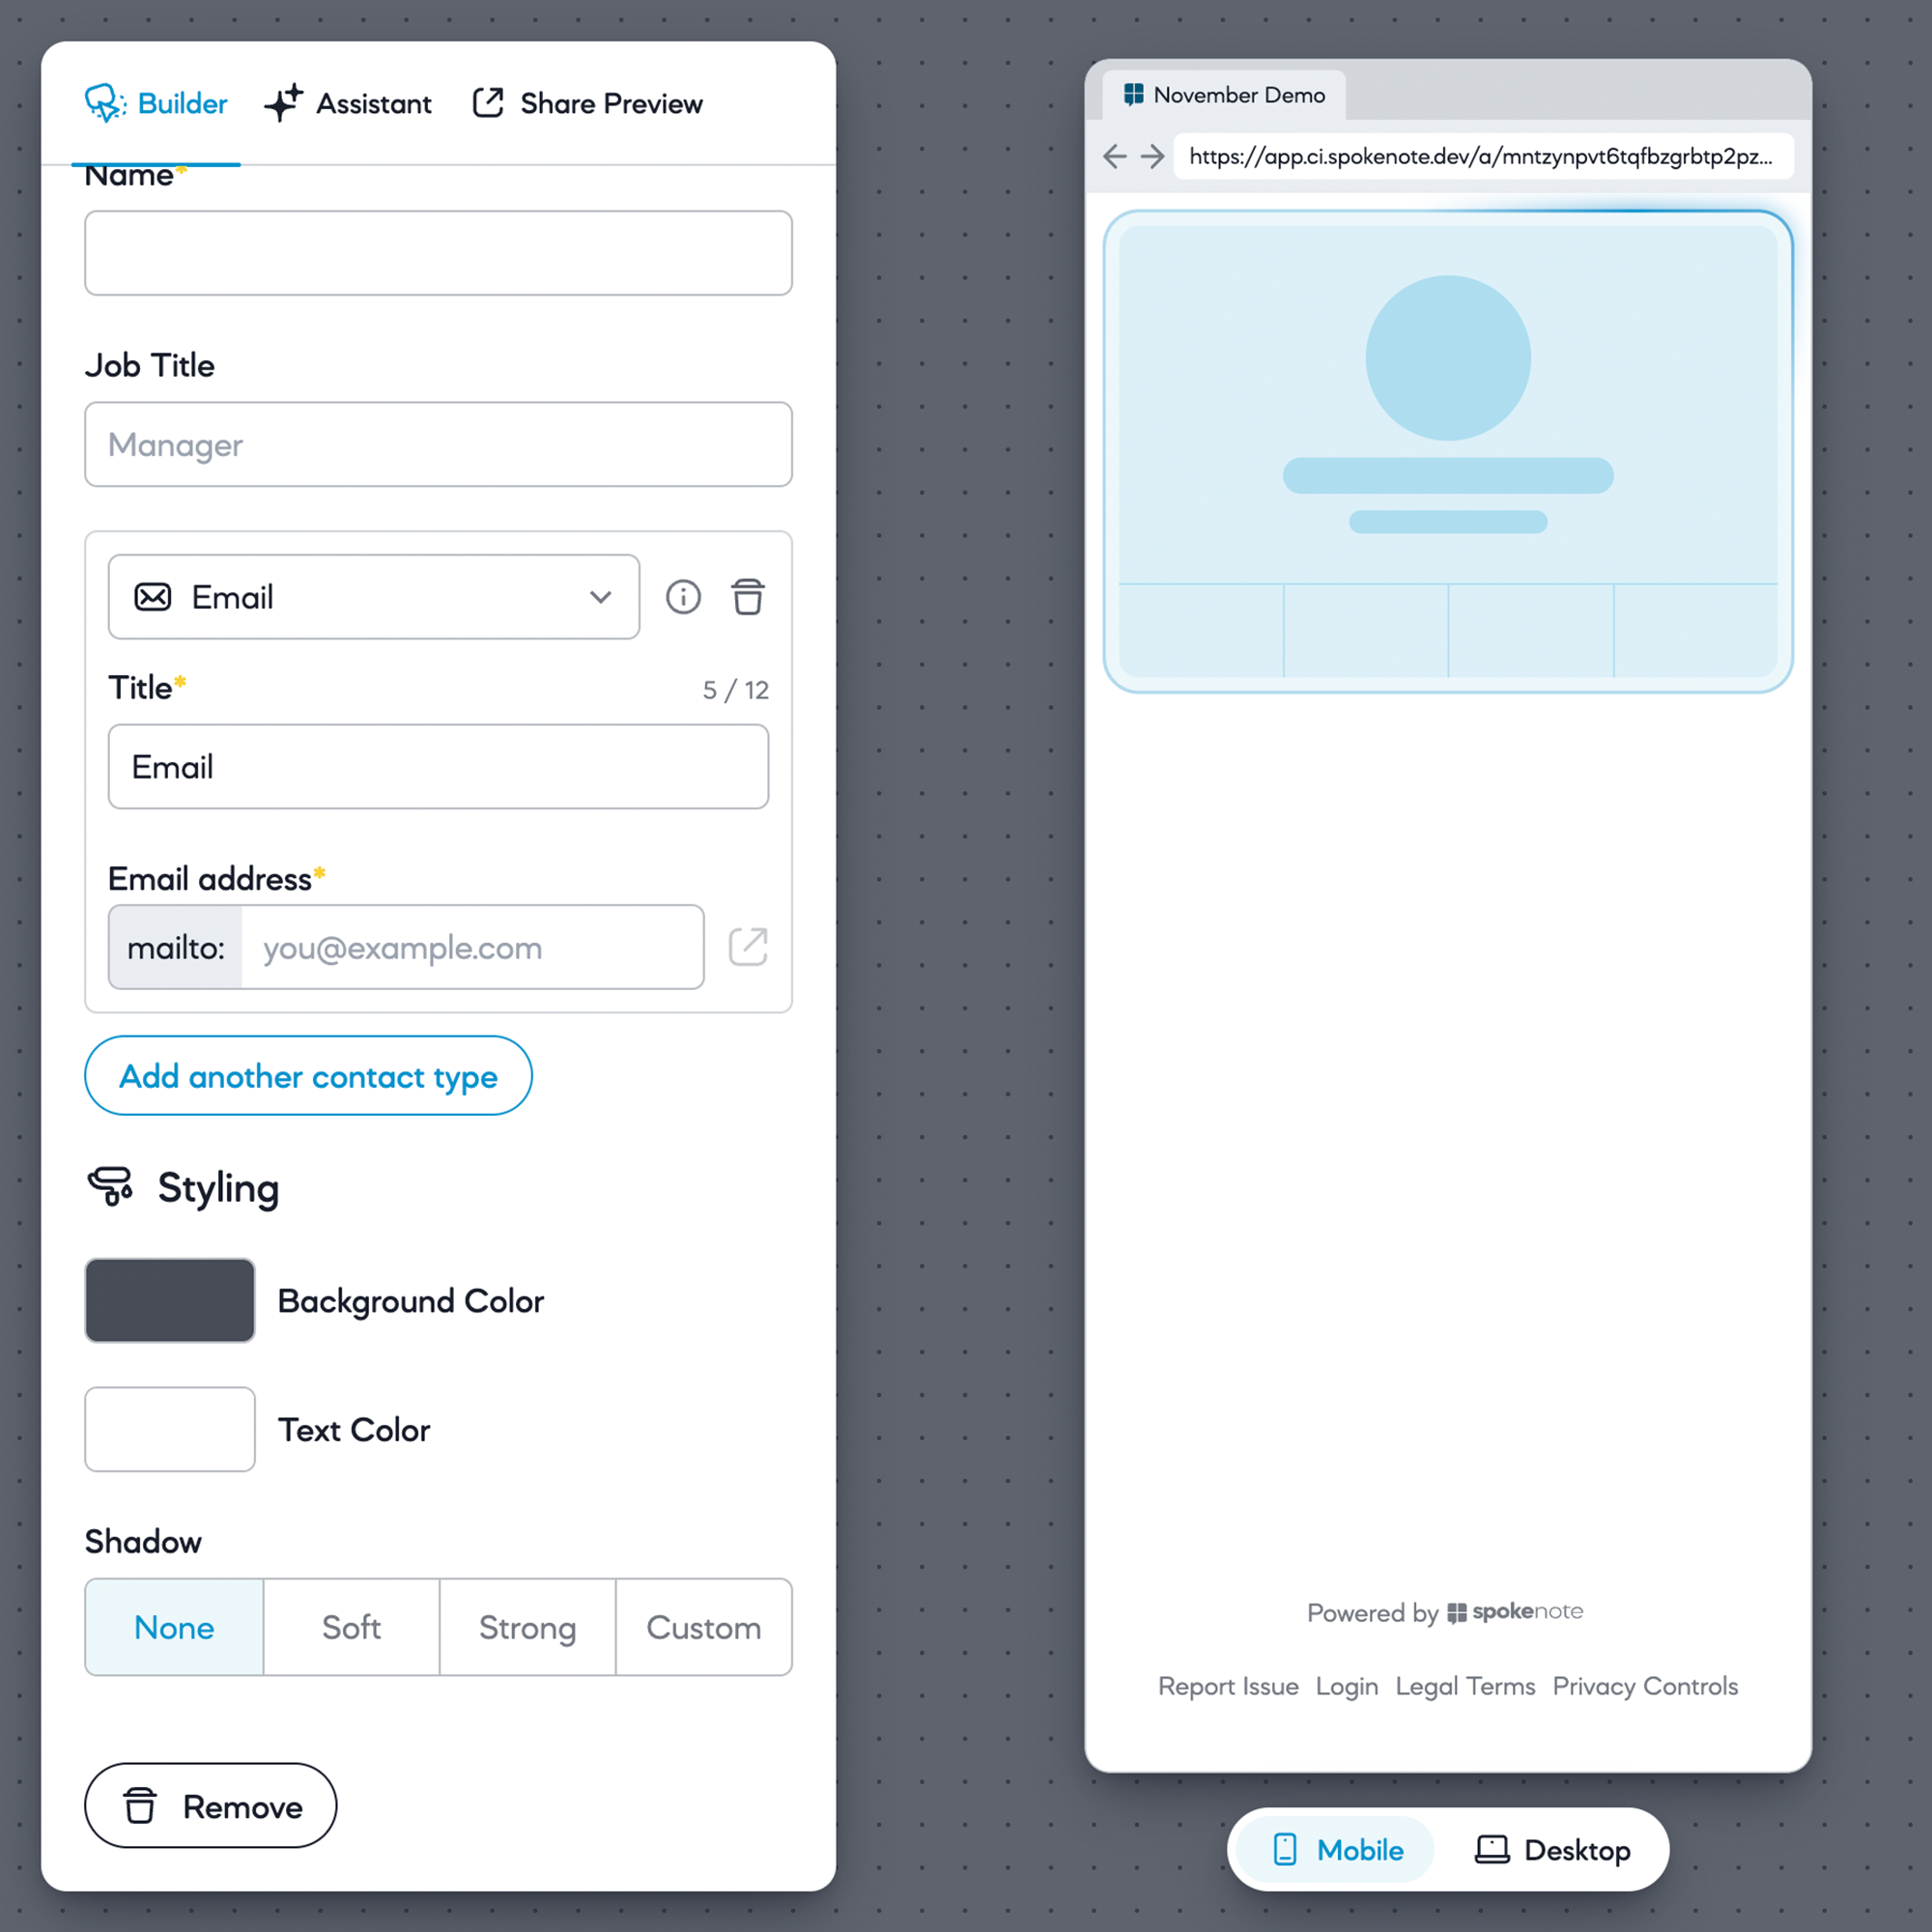 Builder
Assistant
Share Preview
Name*
Job Title
Manager
Email
Title*
5 / 12
Email
Email address*
mailto:
you@example.com
Add another contact type
Styling
Background Color
Text Color
Shadow
None
Soft
Strong
Custom
Remove
November Demo
https://app.ci.spokenote.dev/a/mntzynpvt6tqfbzgrbtp2pz...
Powered by spokenote
Report Issue Login Legal Terms Privacy Controls
Mobile
Desktop